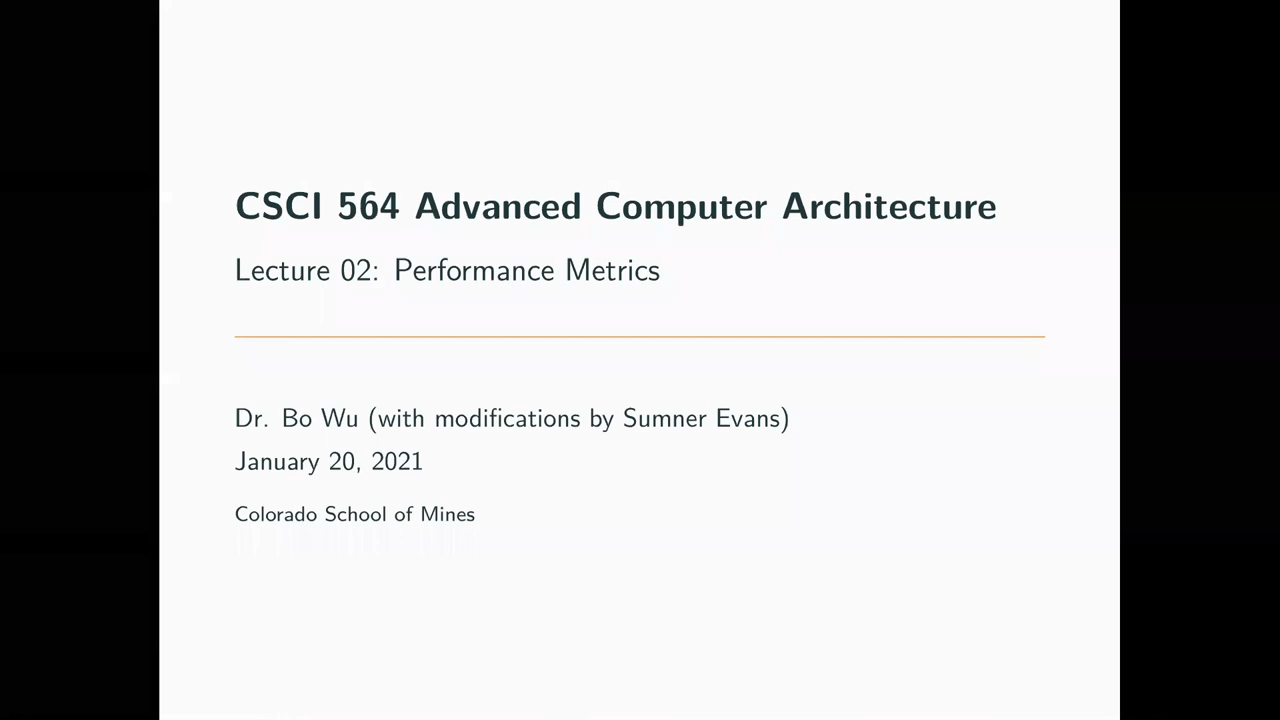 CSCI 564 Advanced Computer Architecture
Lecture 02: Performance Metrics
Dr. Bo Wu (with modifications by Sumner Evans)
January 20, 2021
Colorado School of Mines